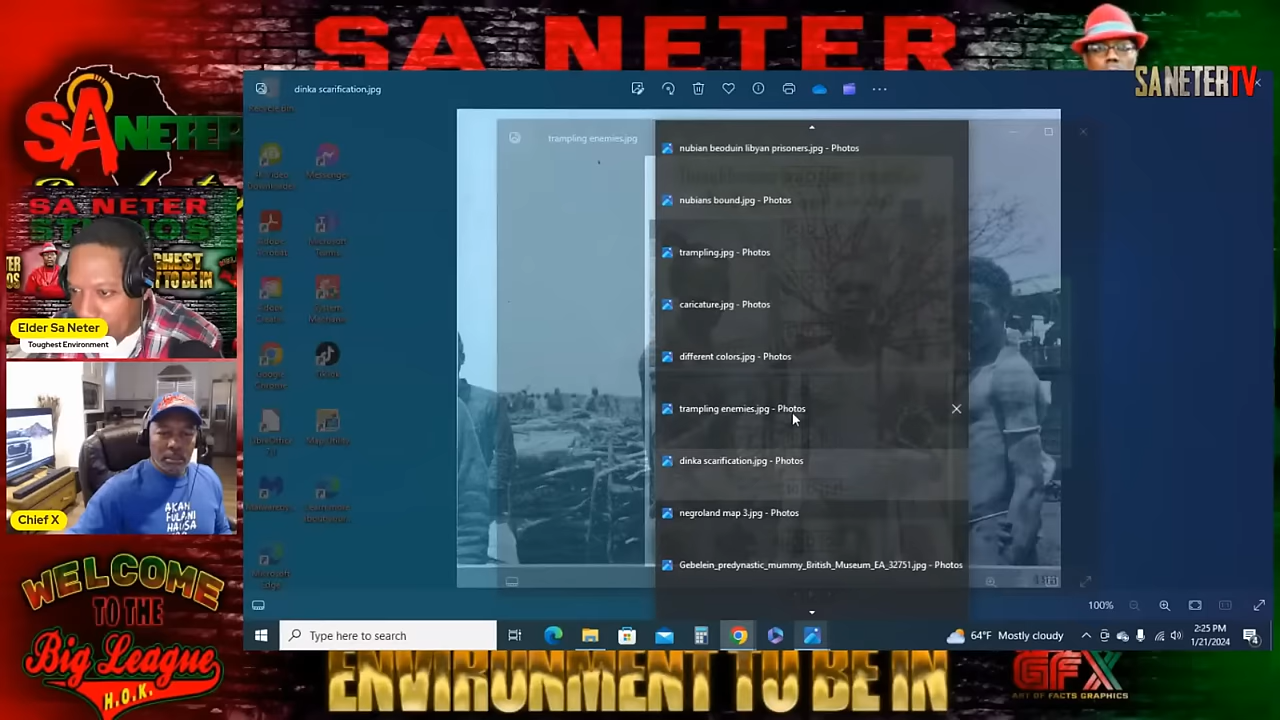 SA NETER
SANETERTV
SANETER
SA NETER
Elder Sa Neter
Toughest Environment
Chief X
AKAN
FULANI
HAUSA
WELCOME
TO THE
Big League
H.O.K.
ENVIRONMENT TO BE IN
GFX
ART OF FACTS GRAPHICS
dinka scarification.jpg
trampling enemies.jpg
nubian beoduin libyan prisoners.jpg - Photos
nubians bound.jpg - Photos
trampling.jpg - Photos
caricature.jpg - Photos
different colors.jpg - Photos
trampling enemies.jpg - Photos
dinka scarification.jpg - Photos
negroland map 3.jpg - Photos
Gebelein_predynastic_mummy_British_Museum_EA_32751.jpg - Photos
100%
Type here to search
64°F Mostly cloudy
2:25 PM
1/21/2024